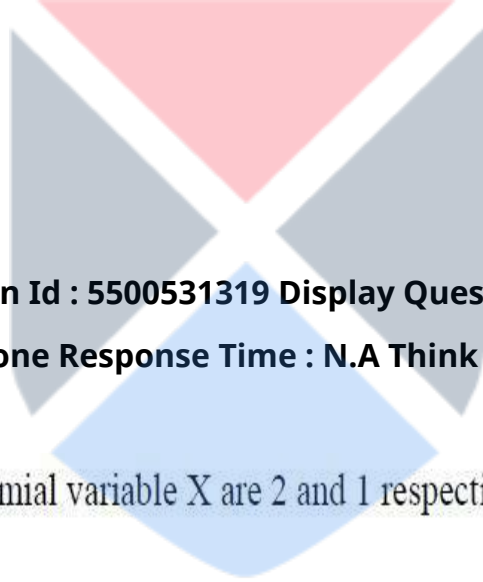 n Id : 5500531319 Display Ques
one Response Time : N.A Think
mial variable X are 2 and 1 respecti